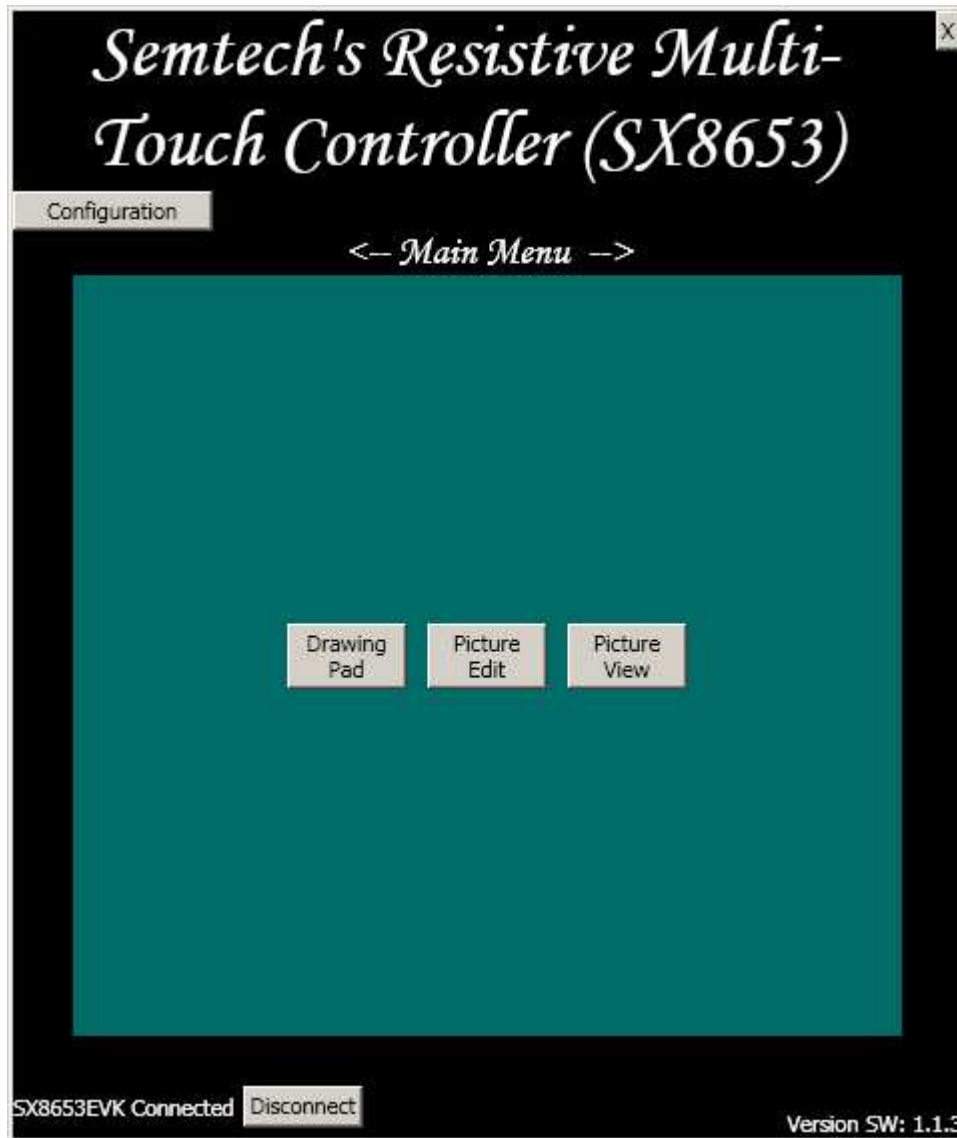 Semtech's Resistive Multi-
Touch Controller (SX8653)
X
Configuration
<-- Main Menu -->
Drawing
Pad
Picture
Edit
Picture
View
SX8653EVK Connected
Disconnect
Version SW: 1.1.3